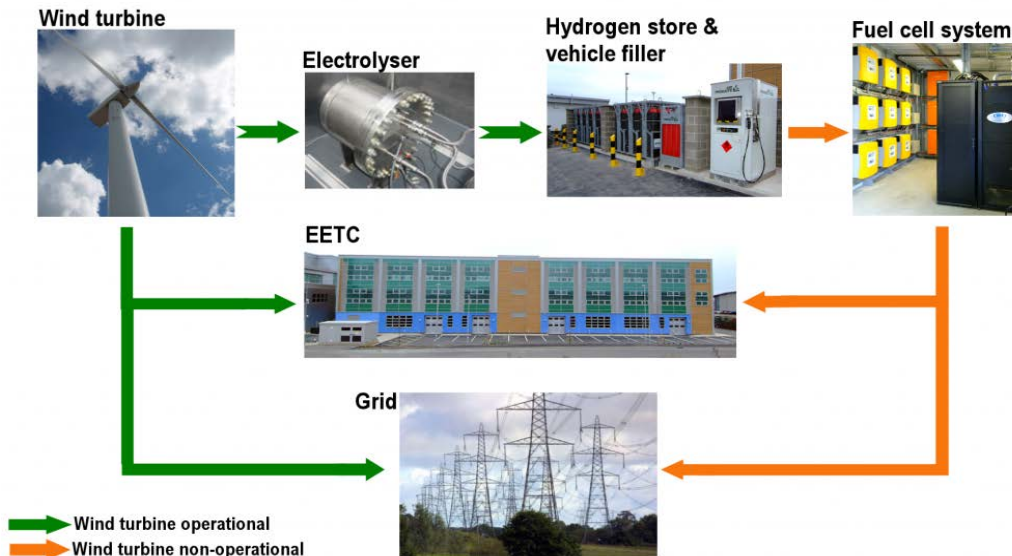 Wind turbine
Electrolyser
Hydrogen store &
vehicle filler
Fuel cell system
EETC
Grid
Wind turbine operational
Wind turbine non-operational